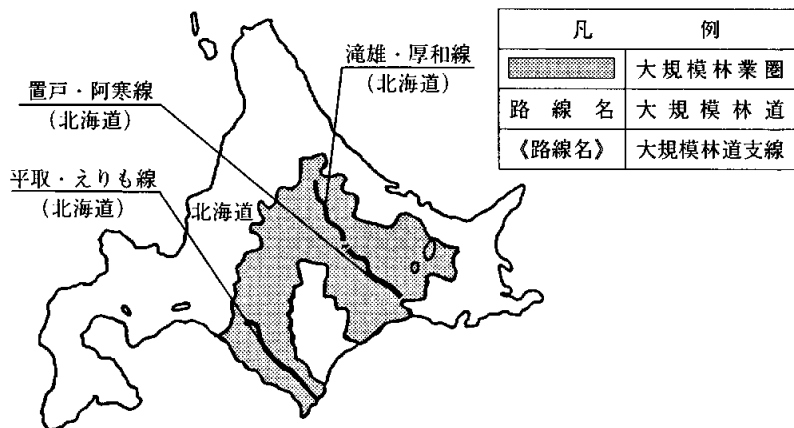 滝雄・厚和線
(北海道)
置戸・阿寒線
(北海道)
平取・えりも線
(北海道)
北海道
凡 例
大規模林業圏
路線名 大規模林道
《路線名》 大規模林道支線